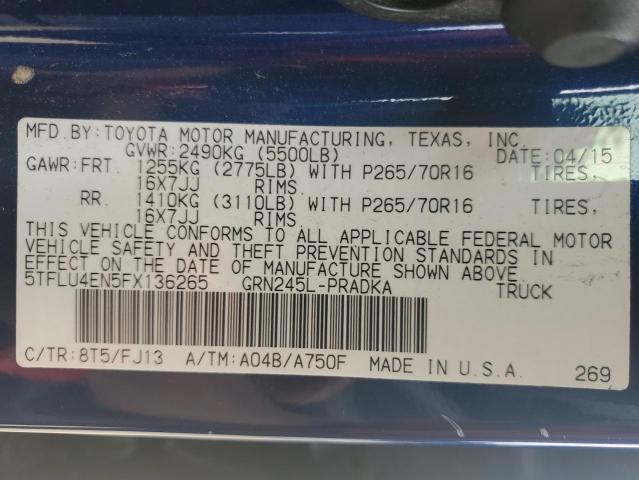 MFD.BY:TOYOTA MOTOR MANUFACTURING, TEXAS, INC
GVWR:2490KG (5500LB) DATE:04/15
GAWR:FRT. 1255KG (2775LB) WITH P265/70R16 TIRES,
16X7JJ RIMS.
RR. 1410KG (3110LB) WITH P265/70R16 TIRES,
16X7JJ RIMS
THIS VEHICLE CONFORMS TO ALL APPLICABLE FEDERAL MOTOR
VEHICLE SAFETY AND THEFT PREVENTION STANDARDS IN
EFFECT ON THE DATE OF MANUFACTURE SHOWN ABOVE.
5TFLU4EN5FX136265 GRN245L-PRADKA TRUCK
C/TR:8T5/FJ13 A/TM:A04B/A750F MADE IN U.S.A.
269